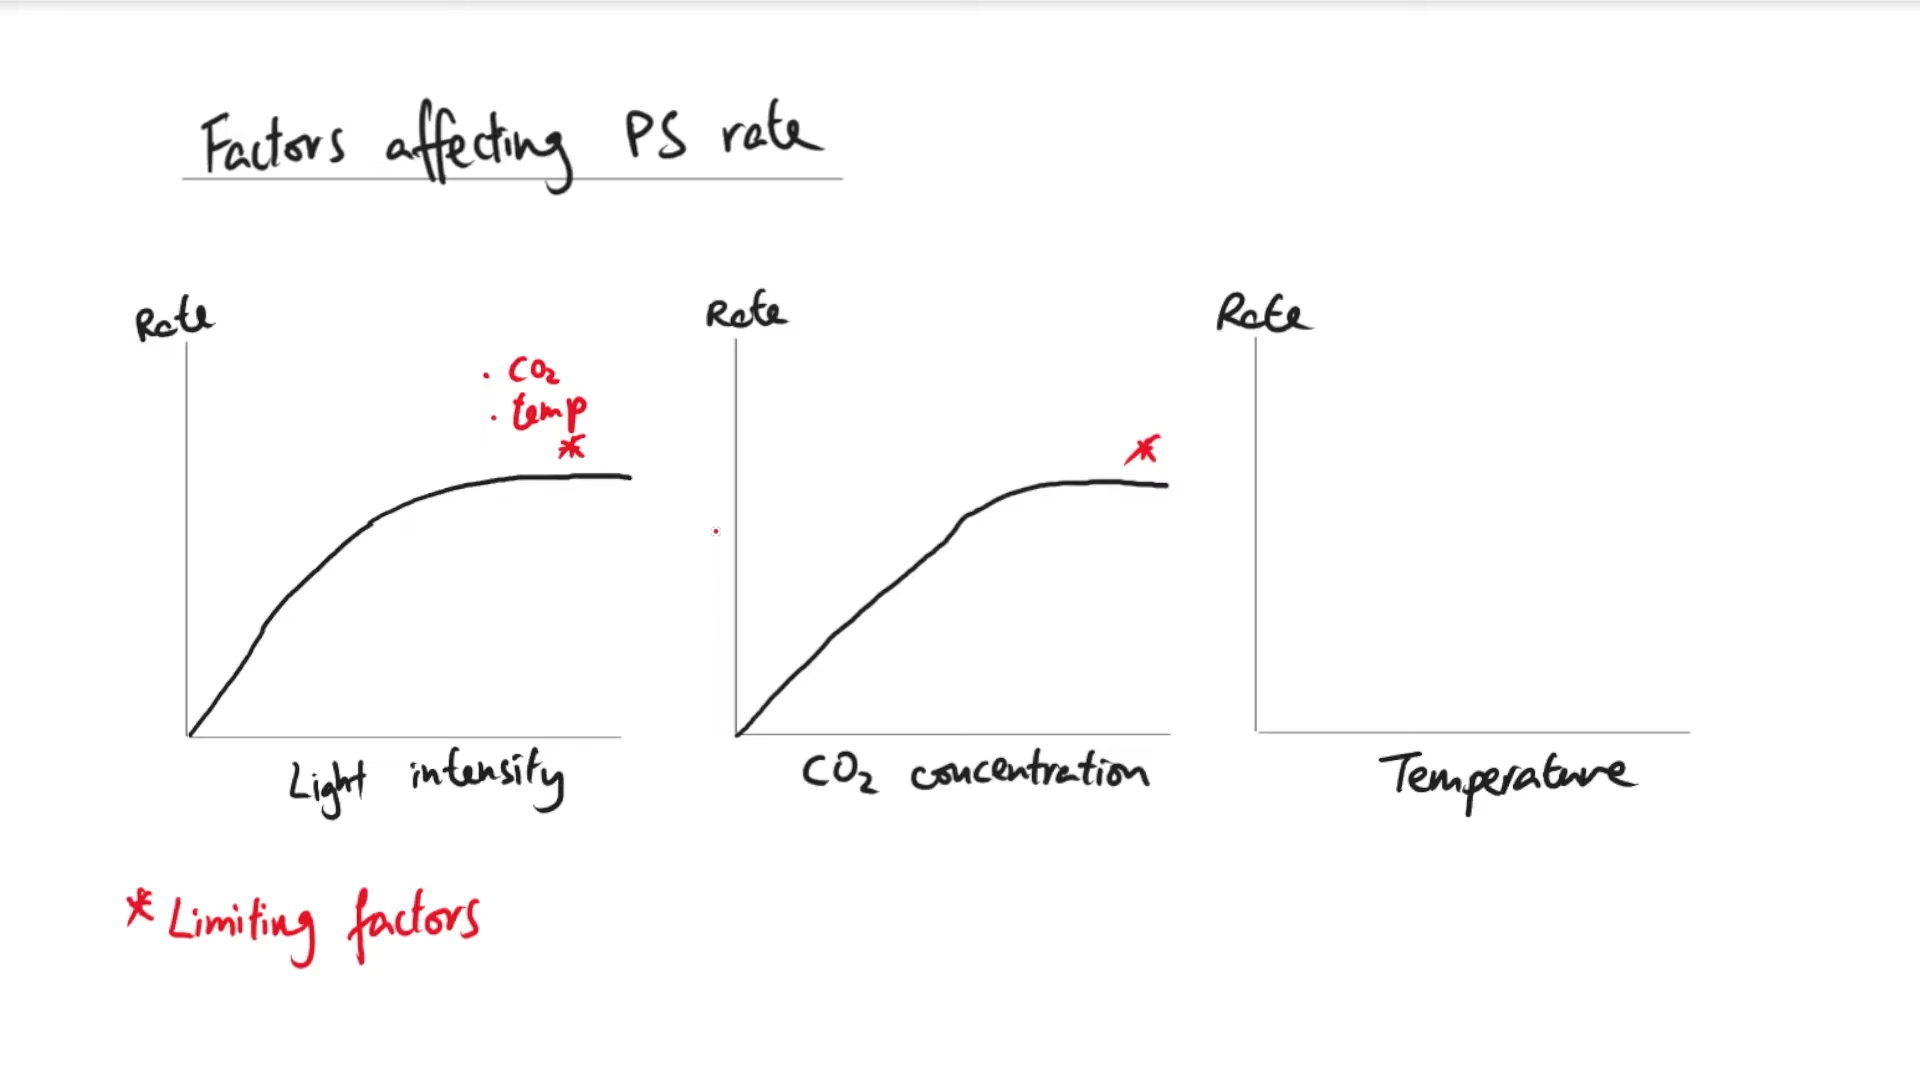 Factors affecting PS rate
Rate
Rate
Rate
. CO₂
. temp
*
*
Light intensity
CO₂ concentration
Temperature
* Limiting factors